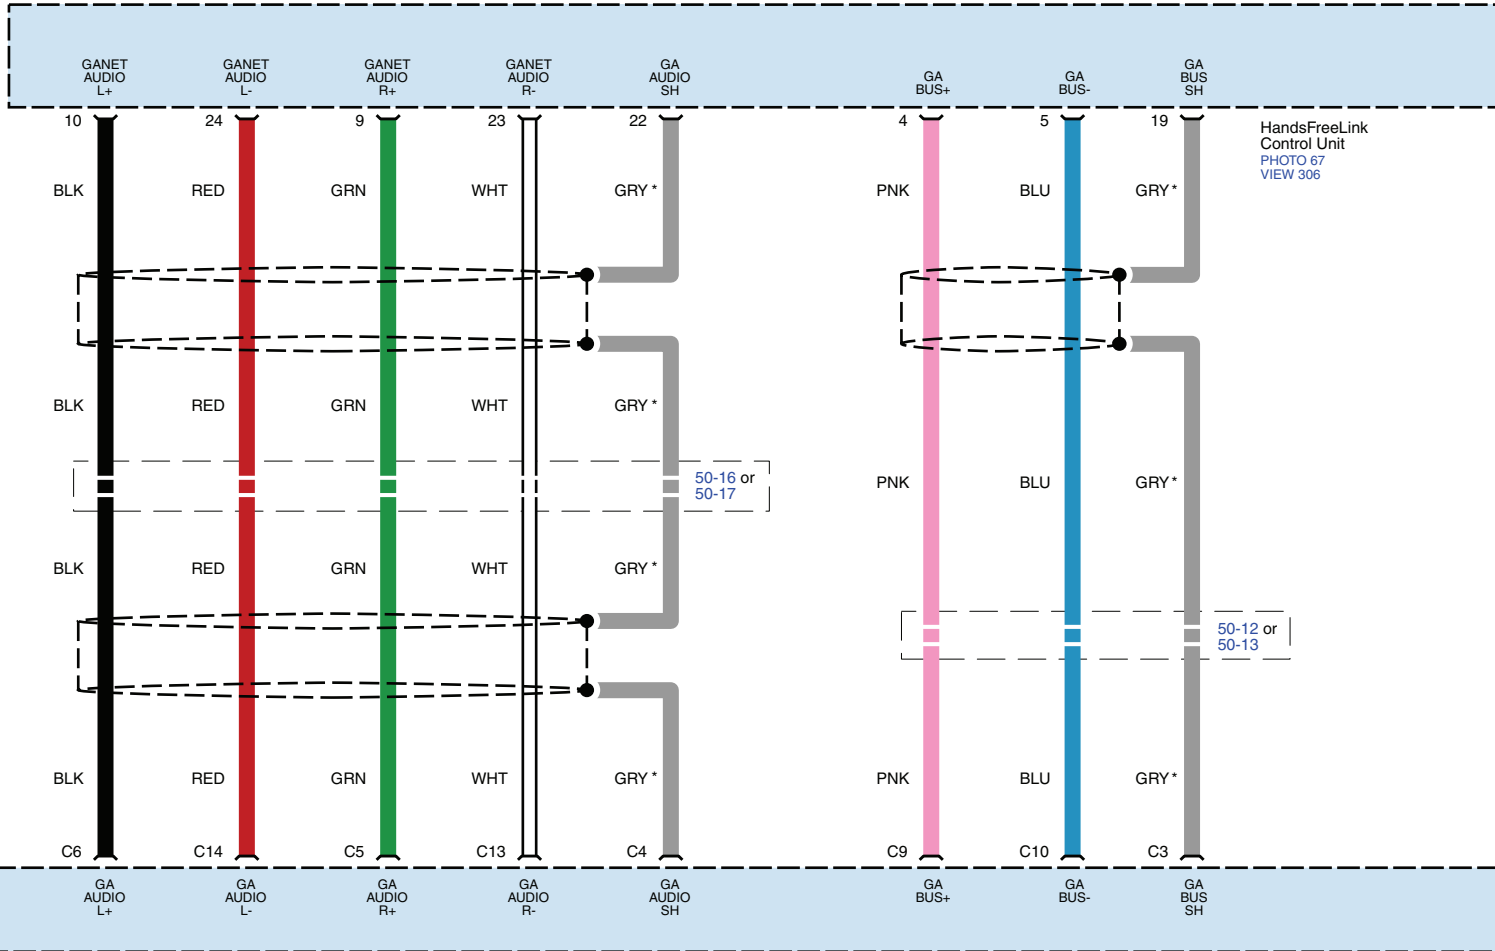 GANET
AUDIO
L+
GANET
AUDIO
L-
GANET
AUDIO
R+
GANET
AUDIO
R-
GA
AUDIO
SH
GA
BUS+
GA
BUS-
GA
BUS
SH
10
24
9
23
22
4
5
19
HandsFreeLink
Control Unit
PHOTO 67
VIEW 306
BLK
RED
GRN
WHT
GRY *
PNK
BLU
GRY *
BLK
RED
GRN
WHT
GRY *
50-16 or
50-17
PNK
BLU
GRY *
BLK
RED
GRN
WHT
GRY *
50-12 or
50-13
BLK
RED
GRN
WHT
GRY *
PNK
BLU
GRY *
C6
C14
C5
C13
C4
C9
C10
C3
GA
AUDIO
L+
GA
AUDIO
L-
GA
AUDIO
R+
GA
AUDIO
R-
GA
AUDIO
SH
GA
BUS+
GA
BUS-
GA
BUS
SH